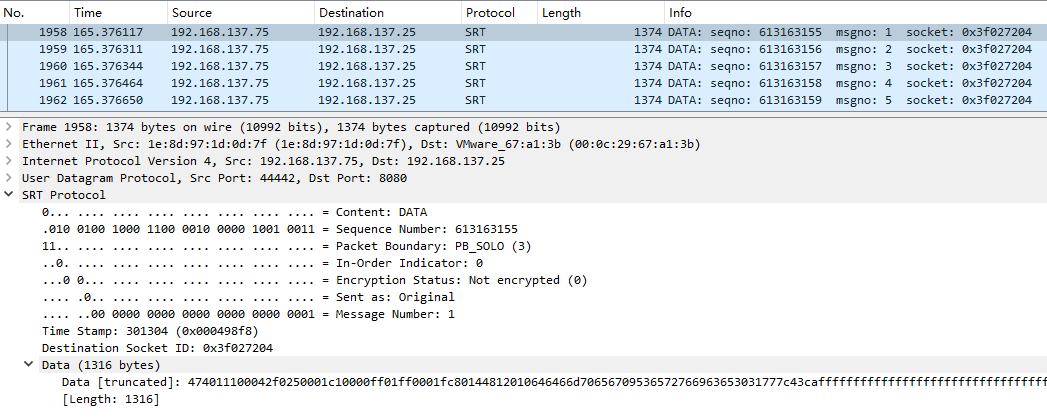 No. Time Source Destination Protocol Length Info
1958 165.376117 192.168.137.75 192.168.137.25 SRT 1374 DATA: seqno: 613163155 msgno: 1 socket: 0x3f027204
1959 165.376311 192.168.137.75 192.168.137.25 SRT 1374 DATA: seqno: 613163156 msgno: 2 socket: 0x3f027204
1960 165.376344 192.168.137.75 192.168.137.25 SRT 1374 DATA: seqno: 613163157 msgno: 3 socket: 0x3f027204
1961 165.376464 192.168.137.75 192.168.137.25 SRT 1374 DATA: seqno: 613163158 msgno: 4 socket: 0x3f027204
1962 165.376650 192.168.137.75 192.168.137.25 SRT 1374 DATA: seqno: 613163159 msgno: 5 socket: 0x3f027204
Frame 1958: 1374 bytes on wire (10992 bits), 1374 bytes captured (10992 bits)
Ethernet II, Src: 1e:8d:97:1d:0d:7f (1e:8d:97:1d:0d:7f), Dst: VMware_67:a1:3b (00:0c:29:67:a1:3b)
Internet Protocol Version 4, Src: 192.168.137.75, Dst: 192.168.137.25
User Datagram Protocol, Src Port: 44442, Dst Port: 8080
SRT Protocol
0... .... .... .... .... .... .... .... = Content: DATA
.010 0100 1000 1100 0010 0000 1001 0011 = Sequence Number: 613163155
11.. .... .... .... .... .... .... .... = Packet Boundary: PB_SOLO (3)
..0. .... .... .... .... .... .... .... = In-Order Indicator: 0
...0 0... .... .... .... .... .... .... = Encryption Status: Not encrypted (0)
.... .0.. .... .... .... .... .... .... = Sent as: Original
.... ..00 0000 0000 0000 0000 0000 0001 = Message Number: 1
Time Stamp: 301304 (0x000498f8)
Destination Socket ID: 0x3f027204
Data (1316 bytes)
Data [truncated]: 474011100042f0250001c10000ff01ff0001fc80144812010646466d70656709536572766963653031777c43caffffffffffffffffffffffffffffffffff
[Length: 1316]